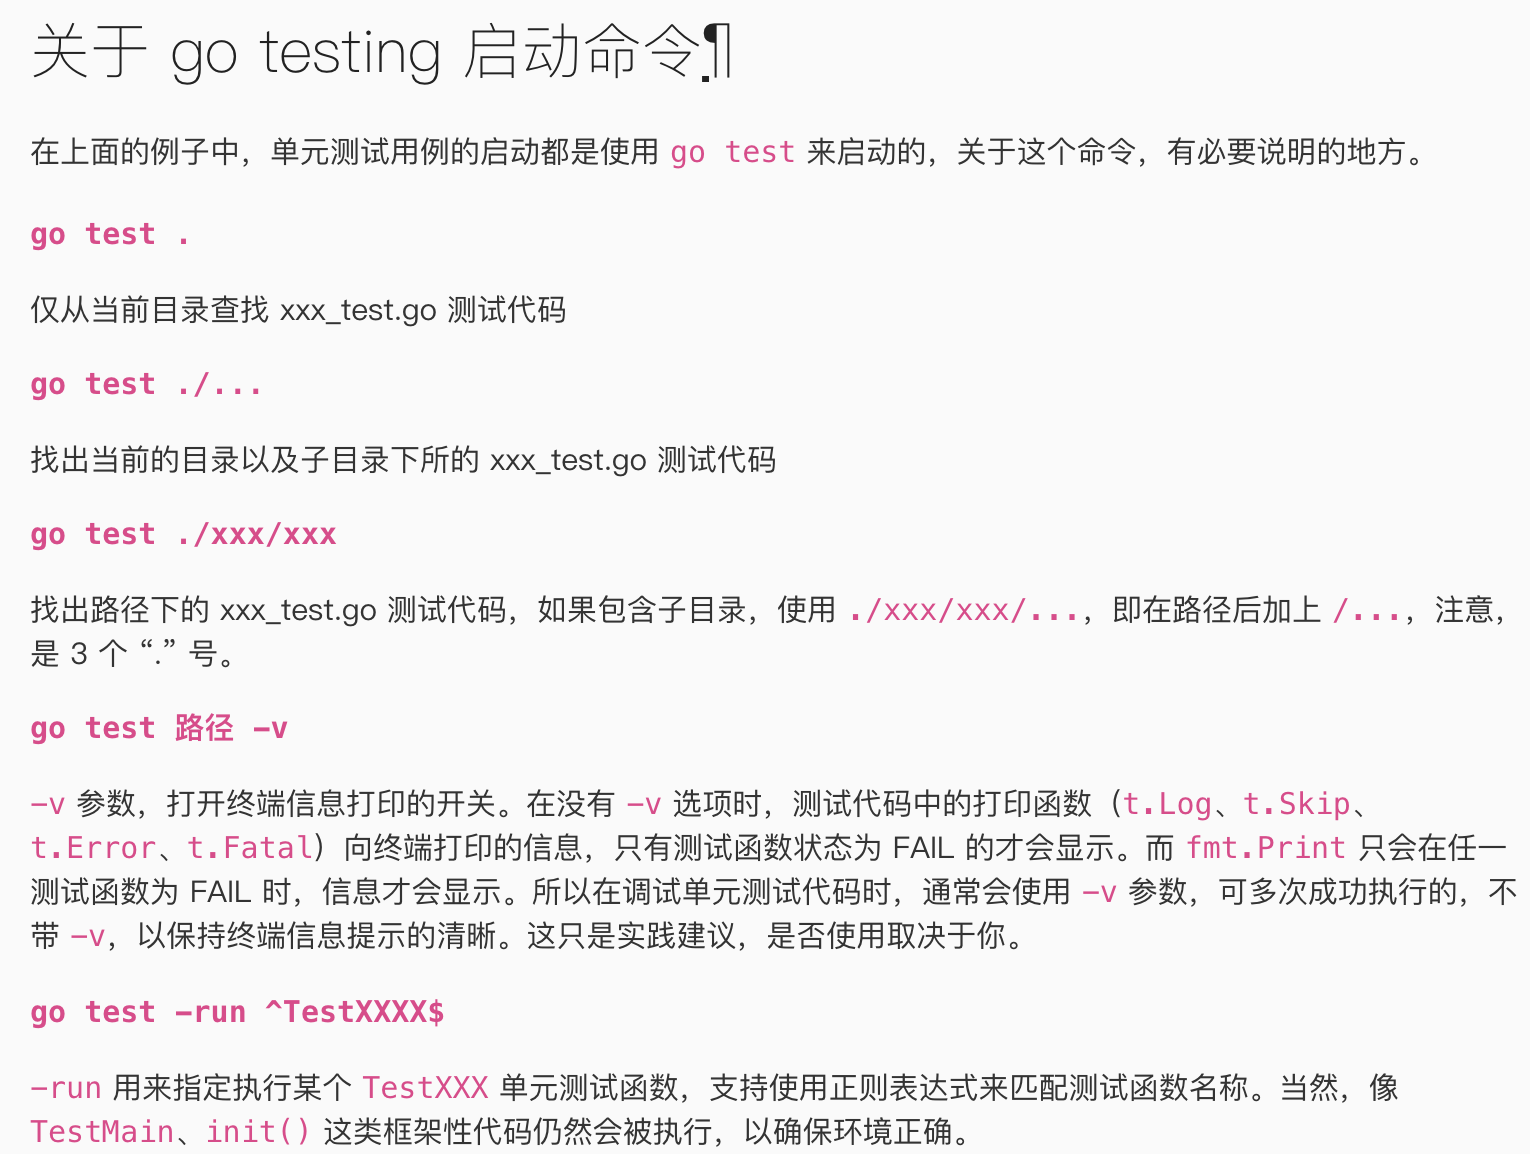 关于 go testing 启动命令¶
在上面的例子中，单元测试用例的启动都是使用 go test 来启动的，关于这个命令，有必要说明的地方。
go test .
仅从当前目录查找 xxx_test.go 测试代码
go test ./...
找出当前的目录以及子目录下所的 xxx_test.go 测试代码
go test ./xxx/xxx
找出路径下的 xxx_test.go 测试代码，如果包含子目录，使用 ./xxx/xxx/...，即在路径后加上 /...，注意，
是 3 个 “.” 号。
go test 路径 -v
-v 参数，打开终端信息打印的开关。在没有 -v 选项时，测试代码中的打印函数（t.Log、t.Skip、
t.Error、t.Fatal）向终端打印的信息，只有测试函数状态为 FAIL 的才会显示。而 fmt.Print 只会在任一
测试函数为 FAIL 时，信息才会显示。所以在调试单元测试代码时，通常会使用 -v 参数，可多次成功执行的，不
带 -v，以保持终端信息提示的清晰。这只是实践建议，是否使用取决于你。
go test -run ^TestXXXX$
-run 用来指定执行某个 TestXXX 单元测试函数，支持使用正则表达式来匹配测试函数名称。当然，像
TestMain、init() 这类框架性代码仍然会被执行，以确保环境正确。